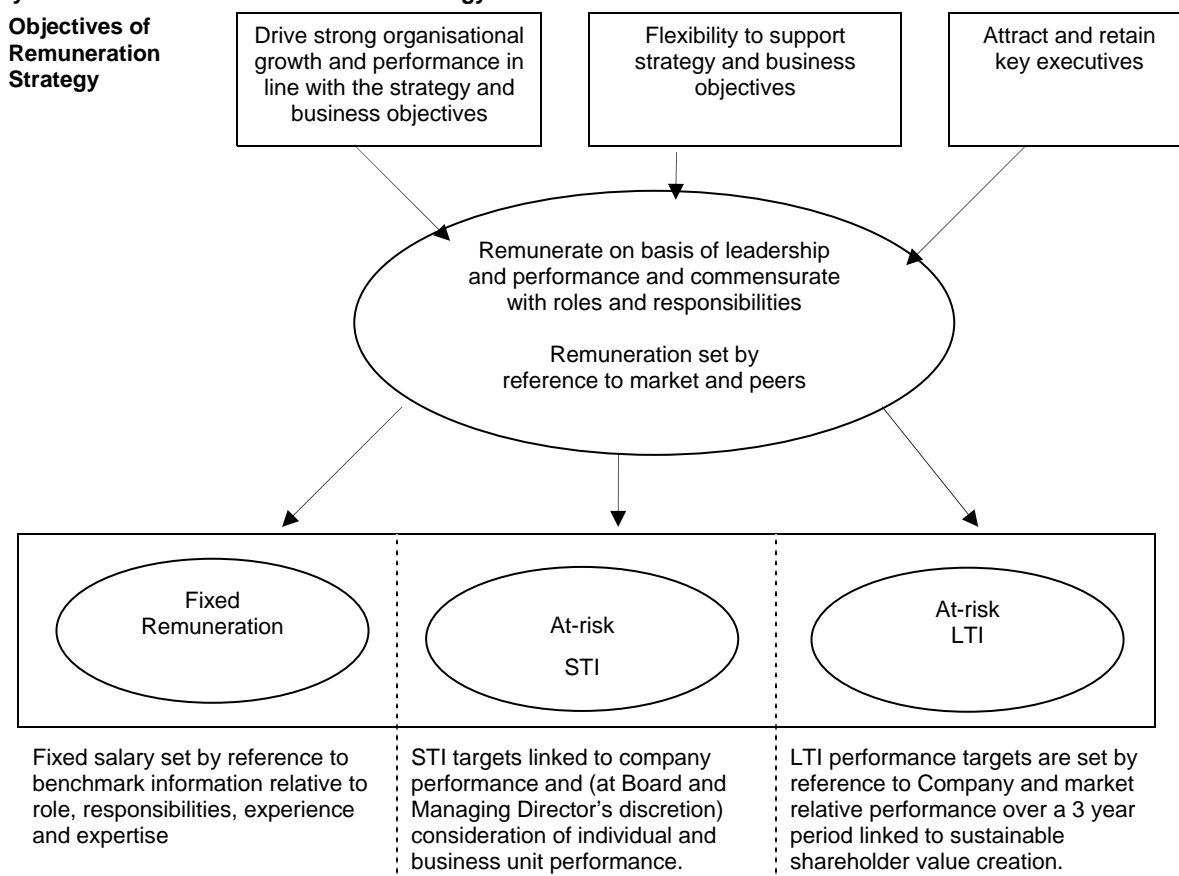 Objectives of
Remuneration
Strategy
Drive strong organisational
growth and performance in
line with the strategy and
business objectives
Flexibility to support
strategy and business
objectives
Attract and retain
key executives
Remunerate on basis of leadership
and performance and commensurate
with roles and responsibilities
Remuneration set by
reference to market and peers
Fixed
Remuneration
At-risk
STI
At-risk
LTI
Fixed salary set by reference to
benchmark information relative to
role, responsibilities, experience
and expertise
STI targets linked to company
performance and (at Board and
Managing Director's discretion)
consideration of individual and
business unit performance.
LTI performance targets are set by
reference to Company and market
relative performance over a 3 year
period linked to sustainable
shareholder value creation.